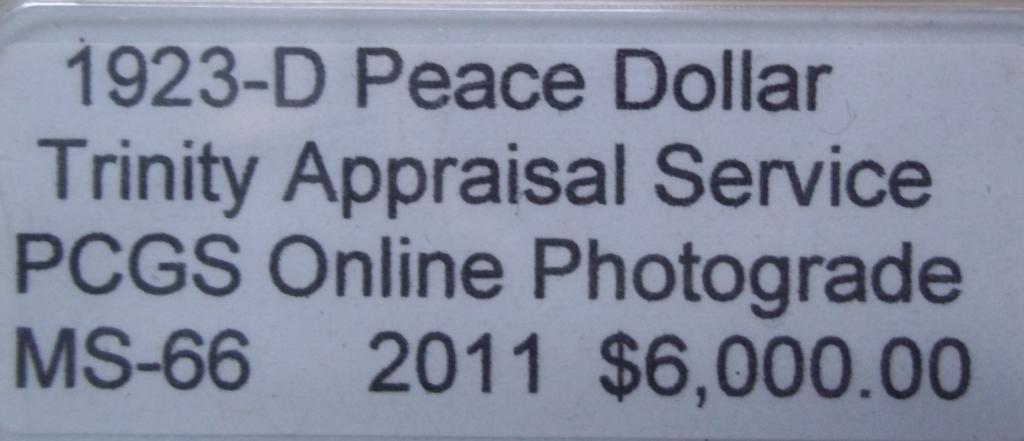 1923-D Peace Dollar
Trinity Appraisal Service
PCGS Online Photograde
MS-66 2011 $6,000.00